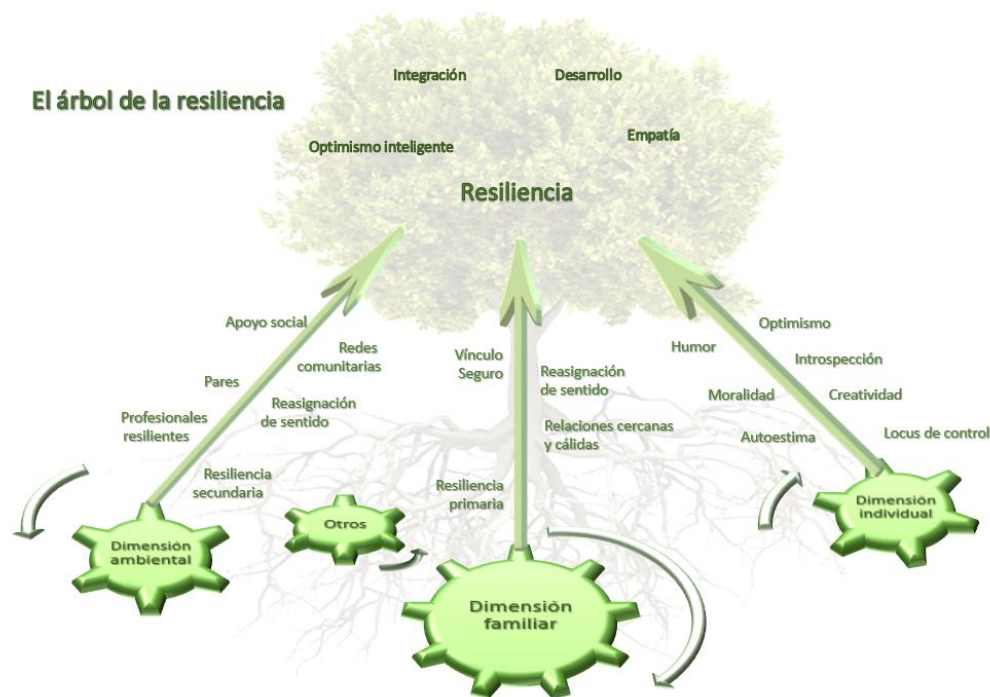 El árbol de la resiliencia
Integración
Desarrollo
Optimismo inteligente
Empatía
Resiliencia
Apoyo social
Redes
comunitarias
Pares
Reasignación
de sentido
Profesionales
resilientes
Resiliencia
secundaria
Vínculo
Seguro
Reasignación
de sentido
Relaciones cercanas
y cálidas
Resiliencia
primaria
Optimismo
Humor
Introspección
Moralidad
Creatividad
Autoestima
Locus de control
Dimensión
ambiental
Otros
Dimensión
familiar
Dimensión
individual